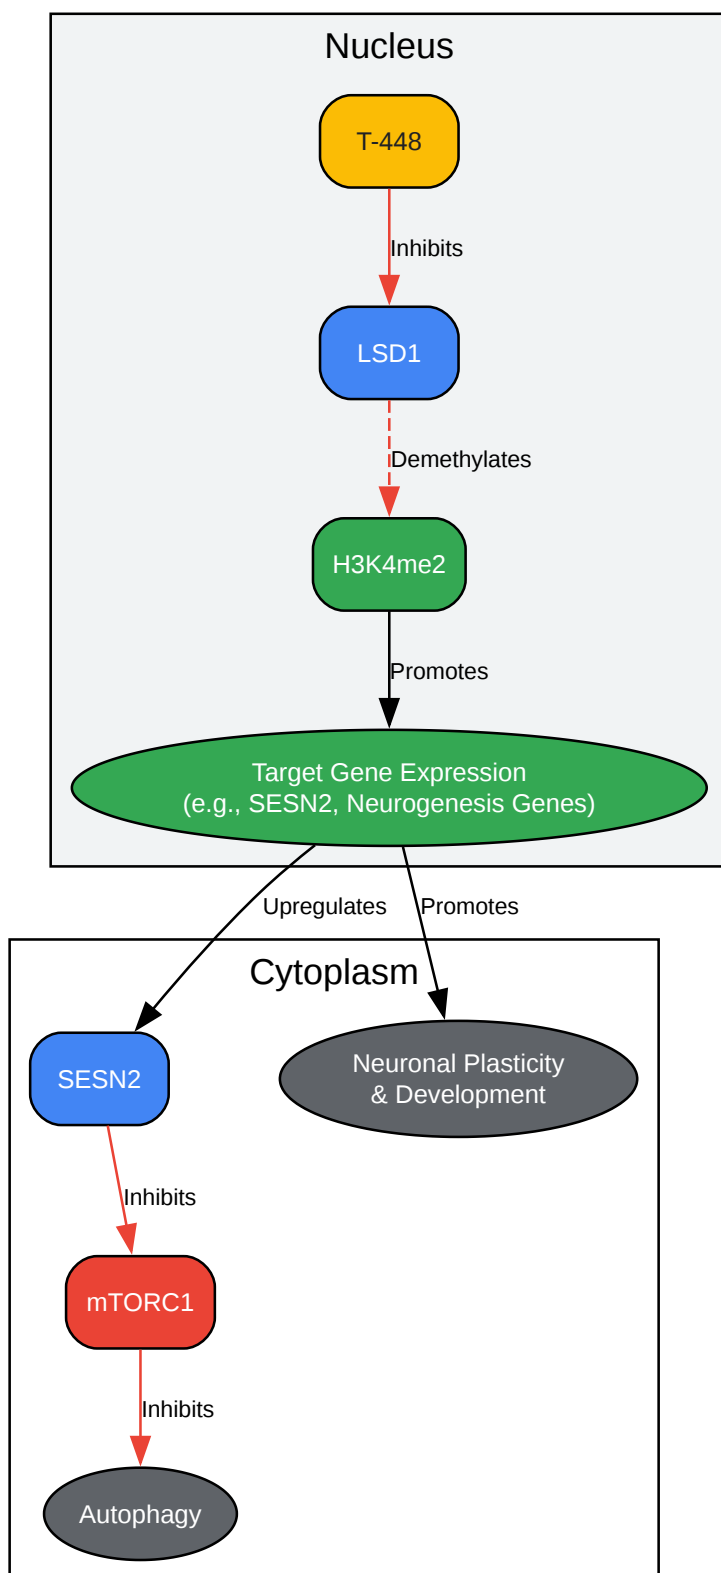 Nucleus
T-448
Inhibits
LSD1
Demethylates
H3K4me2
Promotes
Target Gene Expression
(e.g., SESN2, Neurogenesis Genes)
Upregulates
Promotes
Cytoplasm
SESN2
Neuronal Plasticity
& Development
Inhibits
mTORC1
Inhibits
Autophagy